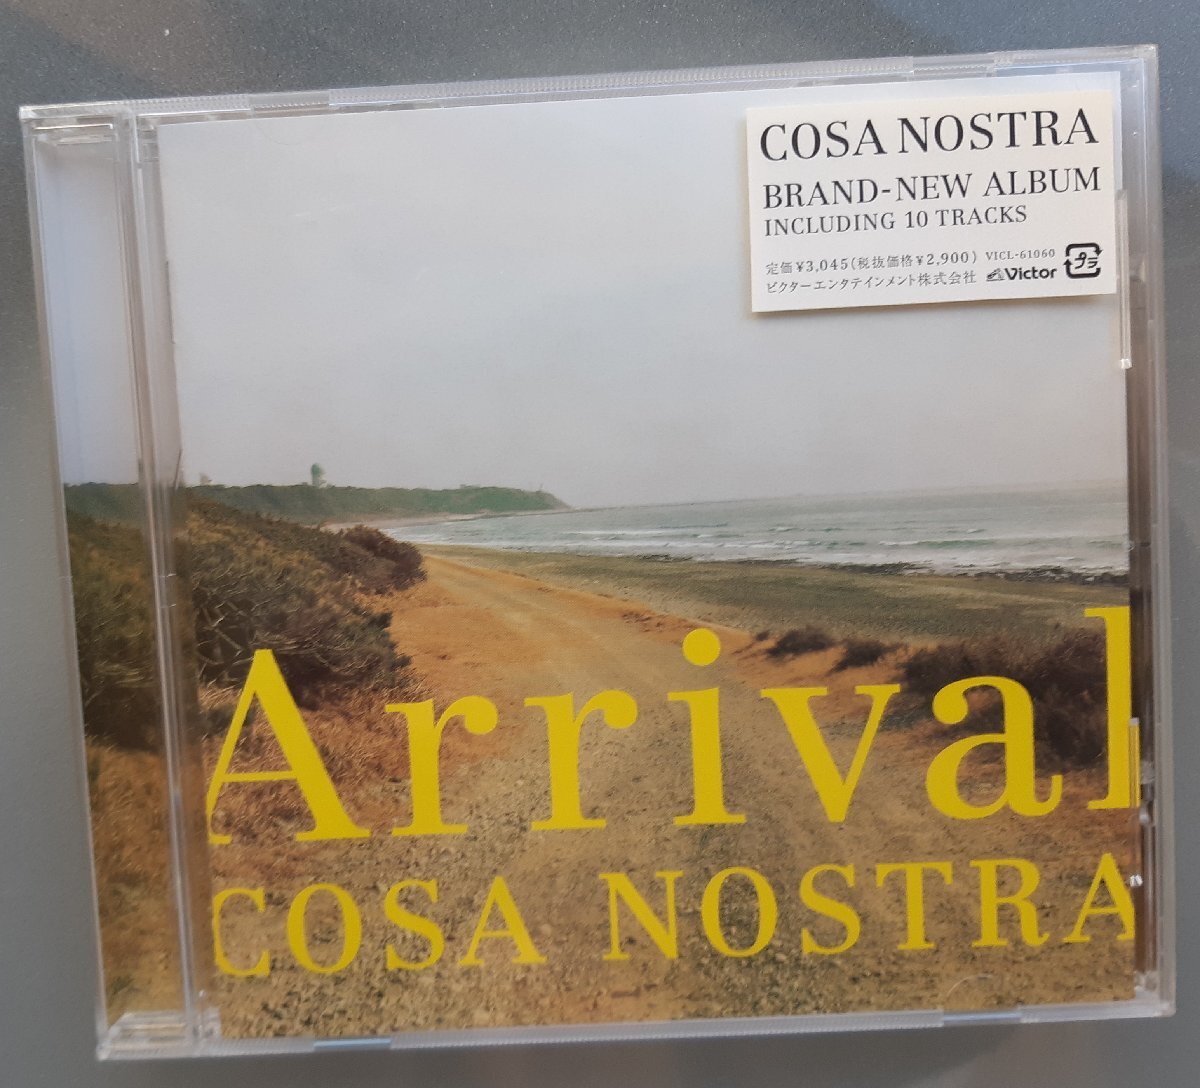 COSA NOSTRA
BRAND-NEW ALBUM
INCLUDING 10 TRACKS
定価¥3,045(税抜価格¥2,900) VICL-61060
ビクターエンタテインメント株式会社 Victor
プラ
Arrival
COSA NOSTRA